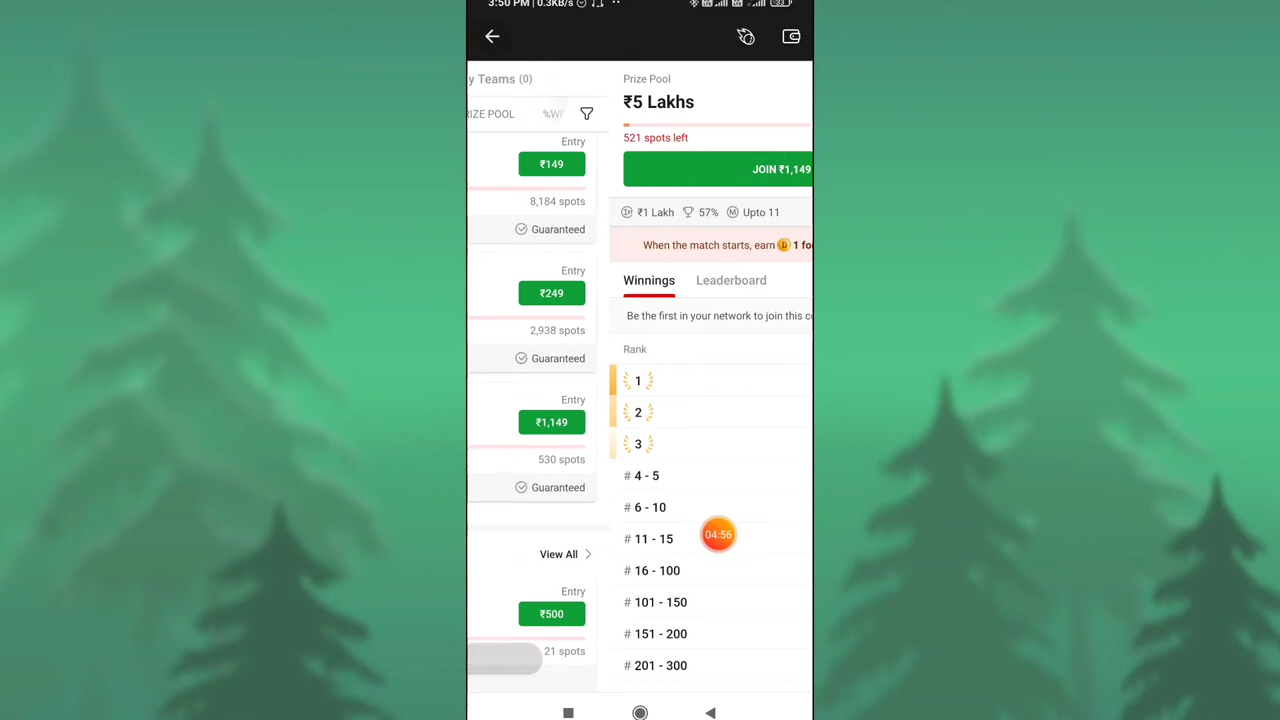 3:50 PM | 0.3KB/s
y Teams (0)
RIZE POOL %WI
Entry
₹149
8,184 spots
Guaranteed
Entry
₹249
2,938 spots
Guaranteed
Entry
₹1,149
530 spots
Guaranteed
View All
Entry
₹500
21 spots
Prize Pool
₹5 Lakhs
521 spots left
JOIN ₹1,149
₹1 Lakh 57% M Upto 11
When the match starts, earn D 1 for
Winnings Leaderboard
Be the first in your network to join this co
Rank
1
2
3
# 4 - 5
# 6 - 10
# 11 - 15
04:56
# 16 - 100
# 101 - 150
# 151 - 200
# 201 - 300